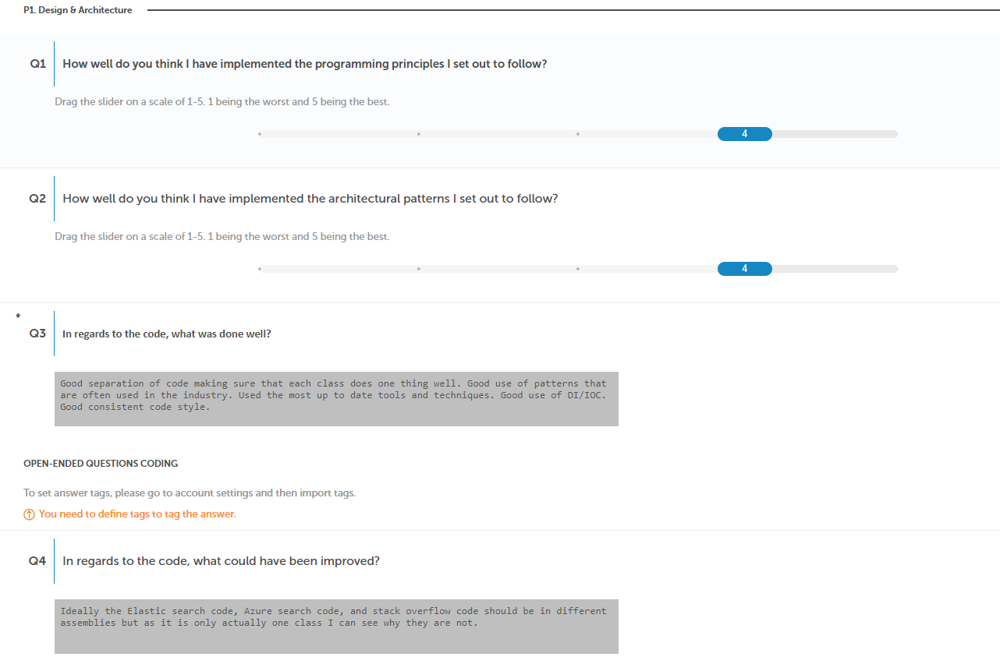 P1. Design & Architecture
Q1 How well do you think I have implemented the programming principles I set out to follow?
Drag the slider on a scale of 1-5. 1 being the worst and 5 being the best.
4
Q2 How well do you think I have implemented the architectural patterns I set out to follow?
Drag the slider on a scale of 1-5. 1 being the worst and 5 being the best.
4
*
Q3 In regards to the code, what was done well?
Good separation of code making sure that each class does one thing well. Good use of patterns that
are often used in the industry. Used the most up to date tools and techniques. Good use of DI/IOC.
Good consistent code style.
OPEN-ENDED QUESTIONS CODING
To set answer tags, please go to account settings and then import tags.
You need to define tags to tag the answer.
Q4 In regards to the code, what could have been improved?
Ideally the Elastic search code, Azure search code, and stack overflow code should be in different
assemblies but as it is only actually one class I can see why they are not.